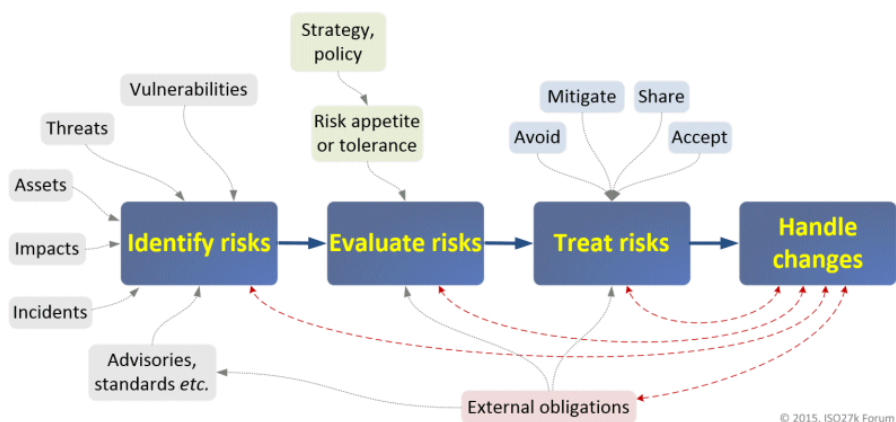 Strategy,
policy
Vulnerabilities
Mitigate
Share
Threats
Risk appetite
or tolerance
Avoid
Accept
Assets
Identify risks
Evaluate risks
Treat risks
Handle
changes
Impacts
Incidents
Advisories,
standards etc.
External obligations
© 2015, ISO27k Forum